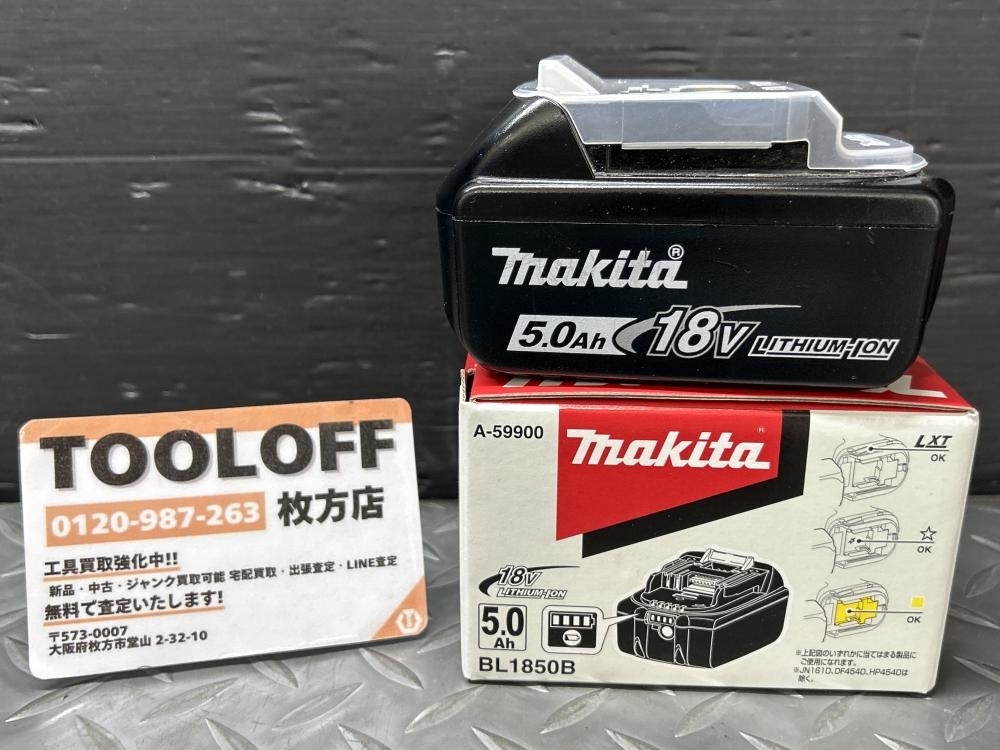 makita®
5.0Ah 18V LITHIUM-ION
TOOLOFF
0120-987-263 枚方店
工具買取強化中!!
新品・中古・ジャンク買取可能 宅配買取・出張査定・LINE査定
無料で査定いたします!
〒573-0007
大阪府枚方市堂山 2-32-10
A-59900
makita®
LXT
OK
☆
OK
OK
18V
LITHIUM-ION
5.0
Ah
BL1850B
※上記図のいずれかに当てはまる製品に
ご使用になれます。
※JN161D、DF454D、HP454Dは
除く。